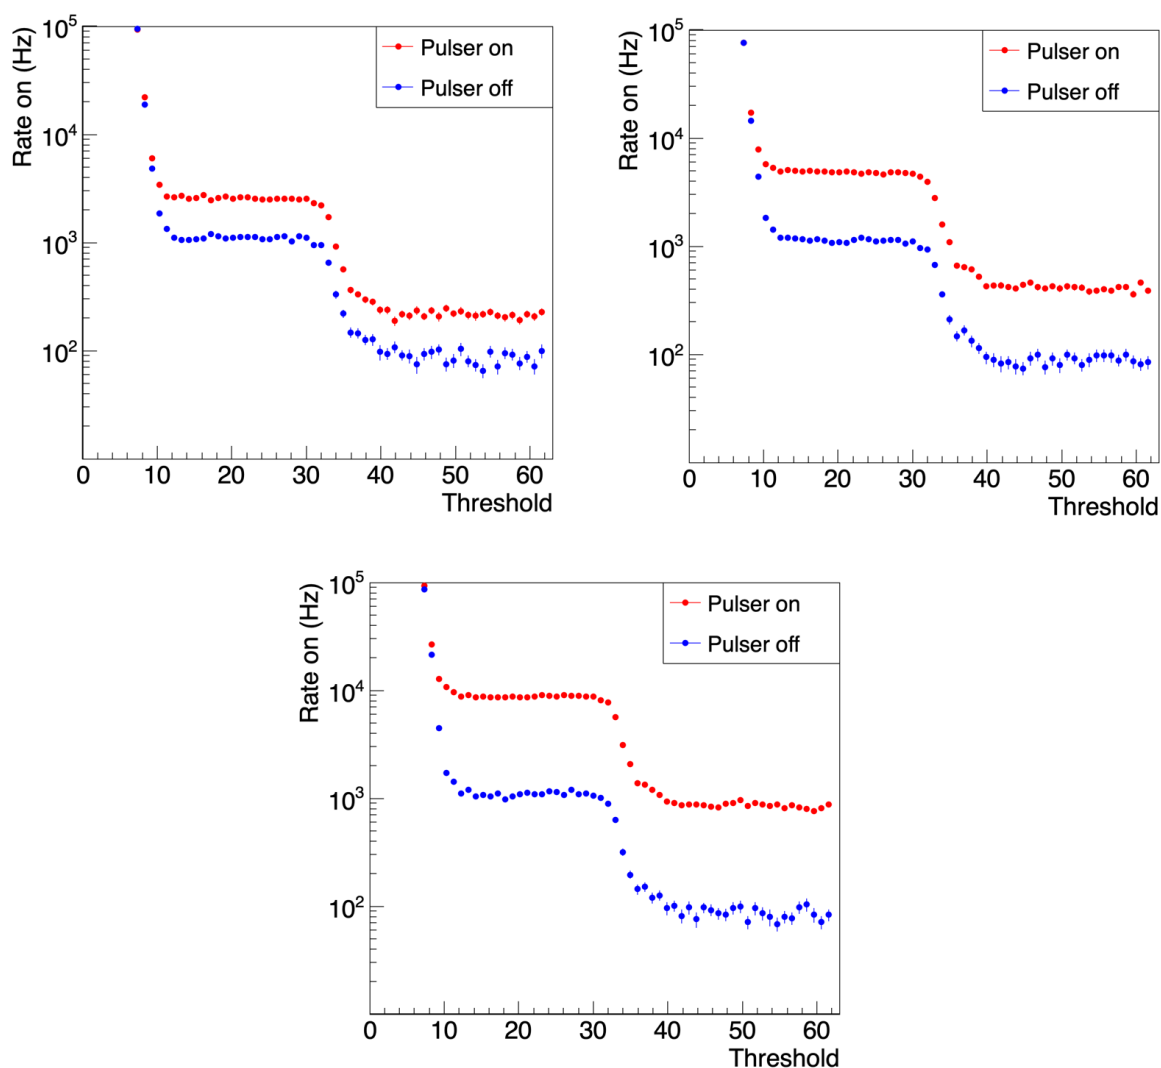 Rate on (Hz)
10^5
10^4
10^3
10^2
Pulser on
Pulser off
0 10 20 30 40 50 60
Threshold
Rate on (Hz)
10^5
10^4
10^3
10^2
Pulser on
Pulser off
0 10 20 30 40 50 60
Threshold
Rate on (Hz)
10^5
10^4
10^3
10^2
Pulser on
Pulser off
0 10 20 30 40 50 60
Threshold